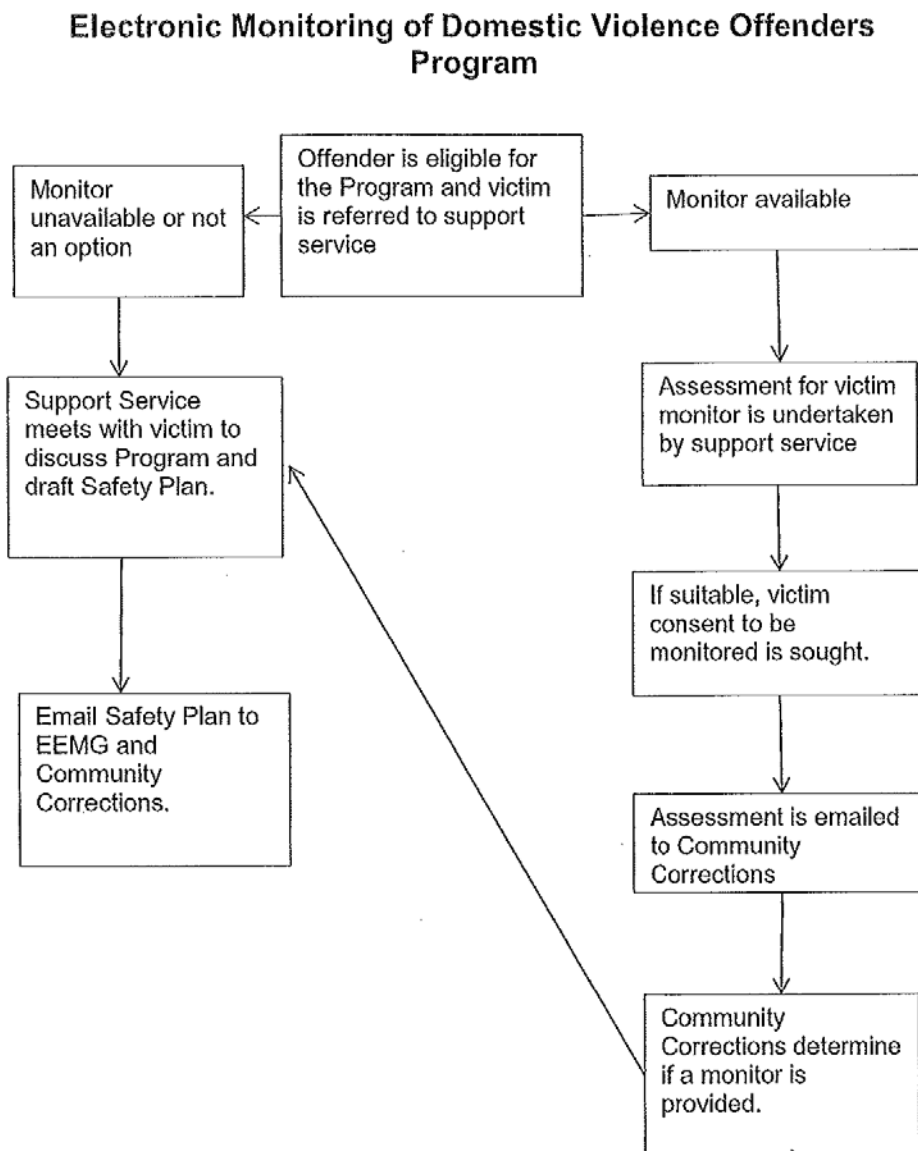 Electronic Monitoring of Domestic Violence Offenders
Program
Monitor
unavailable or not
an option
Offender is eligible for
the Program and victim
is referred to support
service
Monitor available
Support Service
meets with victim to
discuss Program and
draft Safety Plan.
Assessment for victim
monitor is undertaken
by support service
If suitable, victim
consent to be
monitored is sought.
Email Safety Plan to
EEMG and
Community
Corrections.
Assessment is emailed
to Community
Corrections
Community
Corrections determine
if a monitor is
provided.